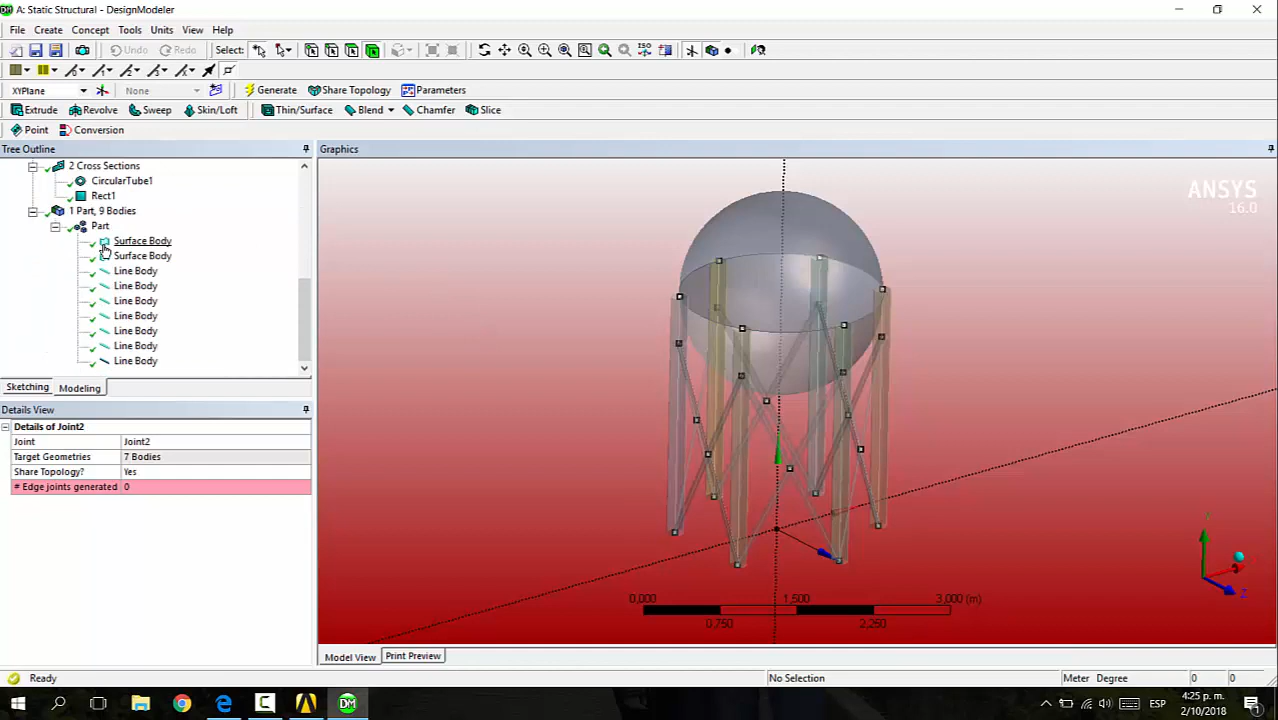 A: Static Structural - DesignModeler
File Create Concept Tools Units View Help
Undo Redo Select:
XYPlane None Generate Share Topology Parameters
Extrude Revolve Sweep Skin/Loft Thin/Surface Blend Chamfer Slice
Point Conversion
Tree Outline
2 Cross Sections
CircularTube1
Rect1
1 Part, 9 Bodies
Part
Surface Body
Surface Body
Line Body
Line Body
Line Body
Line Body
Line Body
Line Body
Line Body
Sketching Modeling
Details View
Details of Joint2
Joint Joint2
Target Geometries 7 Bodies
Share Topology? Yes
# Edge joints generated 0
Graphics
ANSYS
16.0
0,000 1,500 3,000 (m)
0,750 2,250
Z
Model View Print Preview
Ready No Selection Meter Degree 0 0
ESP 4:25 p. m.
2/10/2018